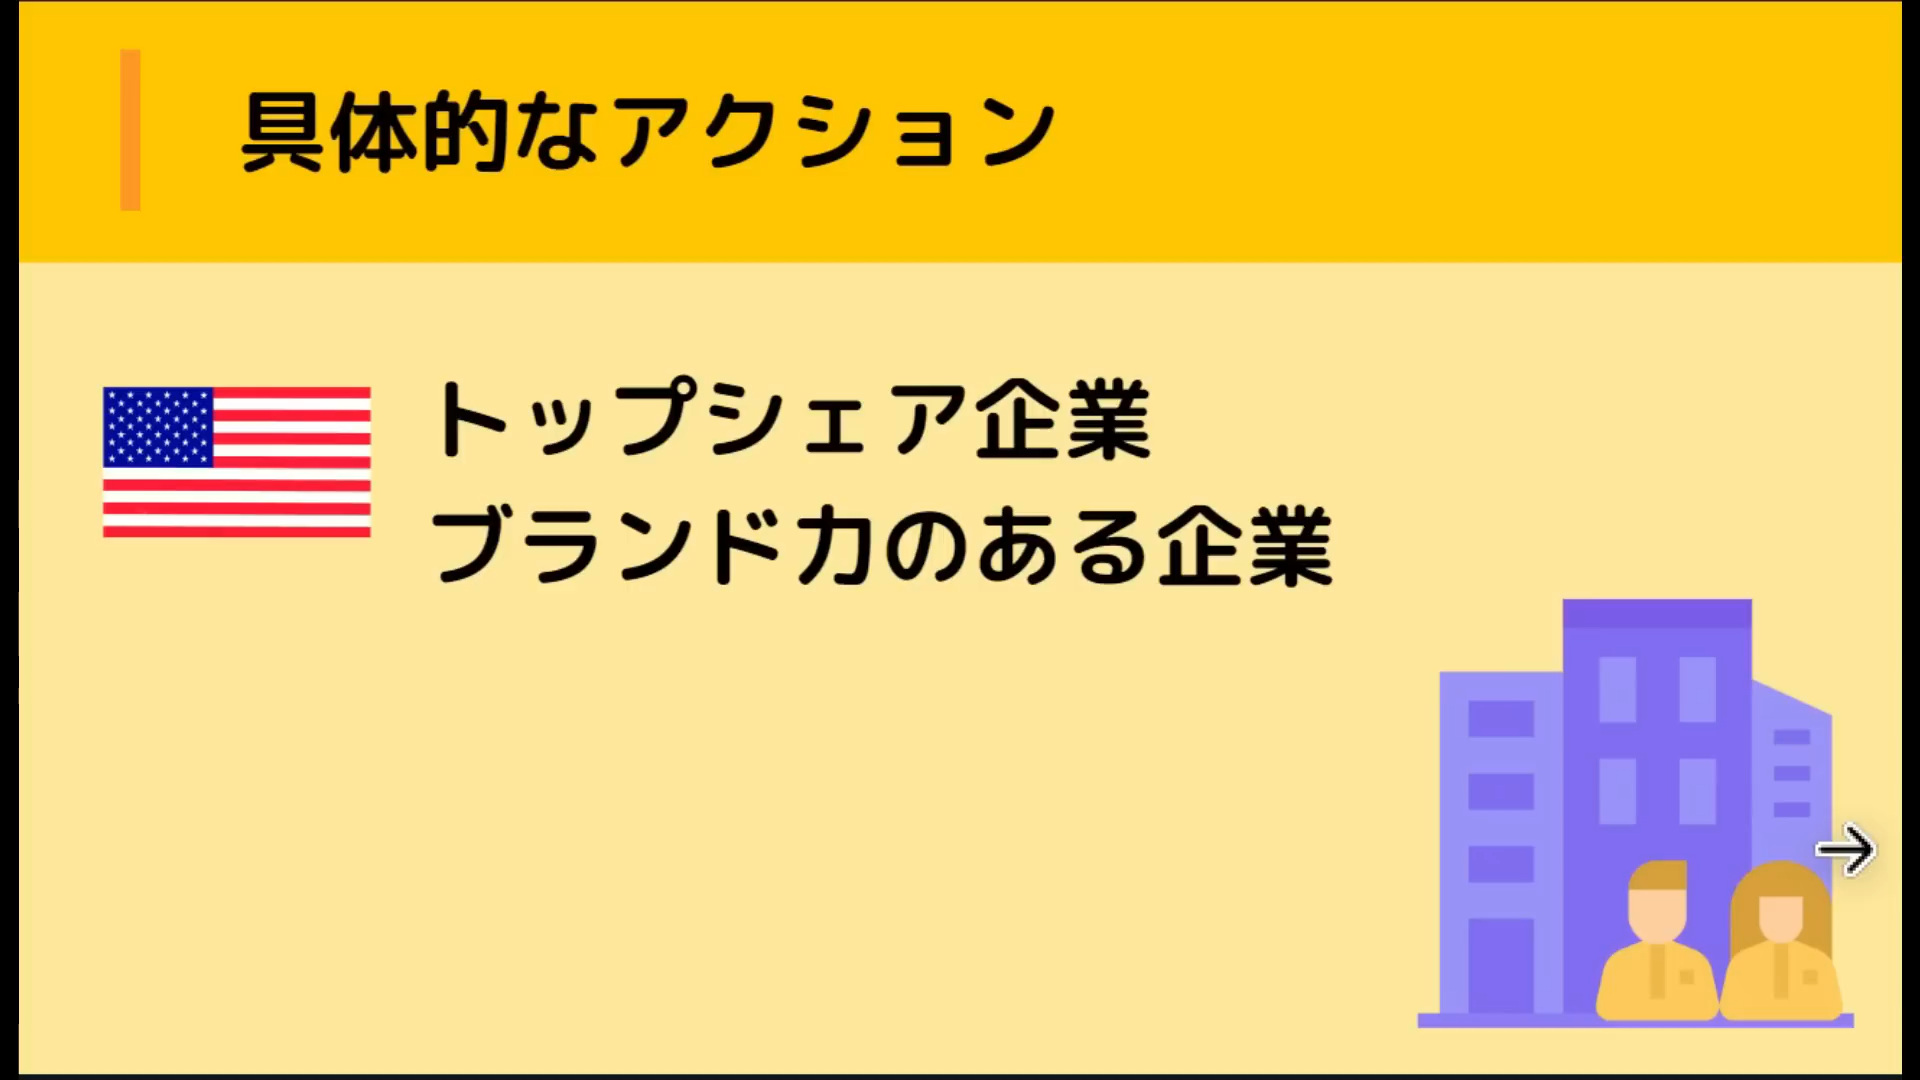 具体的なアクション
トップシェア企業
ブランド力のある企業